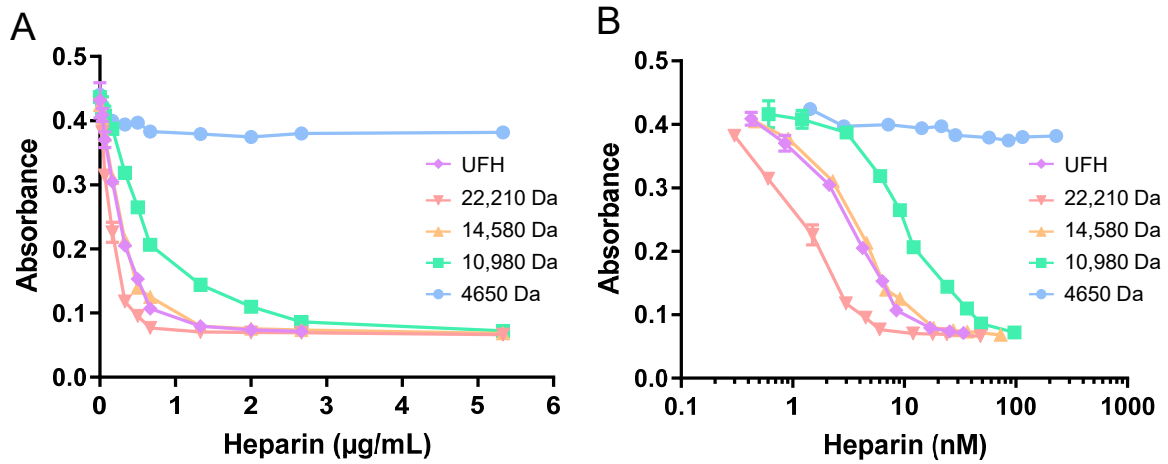 A
B
Absorbance
0.5
0.4
0.3
0.2
0.1
0.0
0
1
2
3
4
5
6
Heparin (µg/mL)
UFH
22,210 Da
14,580 Da
10,980 Da
4650 Da
Absorbance
0.5
0.4
0.3
0.2
0.1
0.0
0.1
1
10
100
1000
Heparin (nM)
UFH
22,210 Da
14,580 Da
10,980 Da
4650 Da